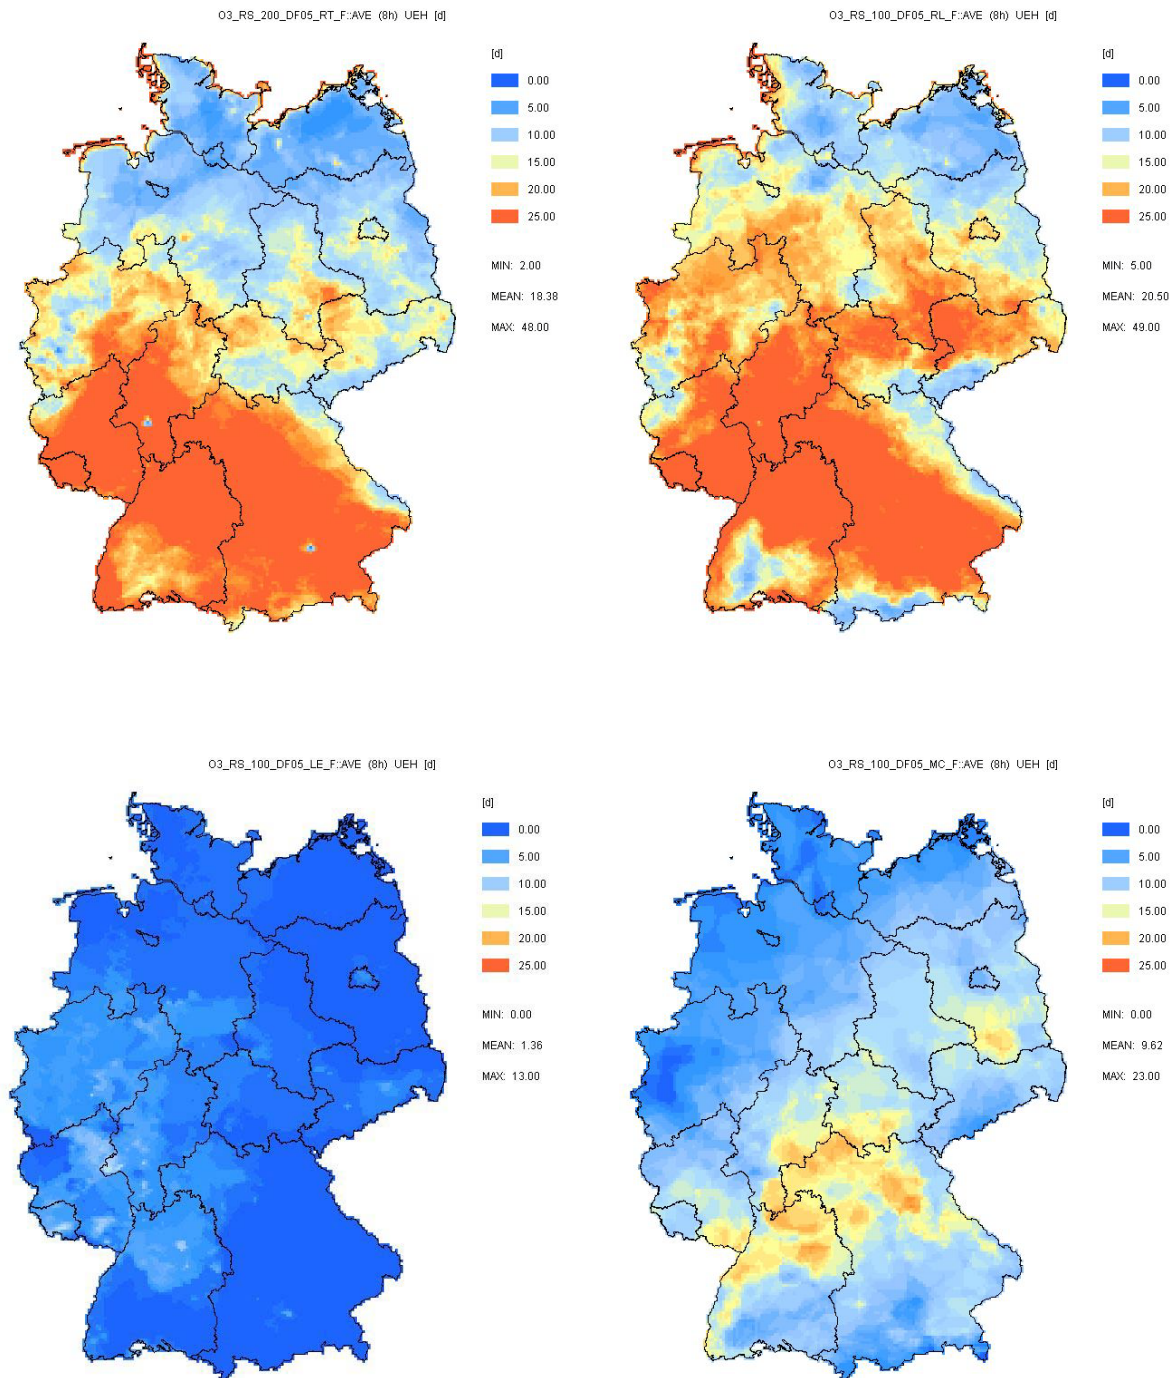 O3_RS_200_DF05_RT_F::AVE (8h) UEH [d]
[d]
0.00
5.00
10.00
15.00
20.00
25.00
MIN: 2.00
MEAN: 18.38
MAX: 48.00
O3_RS_100_DF05_RL_F::AVE (8h) UEH [d]
[d]
0.00
5.00
10.00
15.00
20.00
25.00
MIN: 5.00
MEAN: 20.50
MAX: 49.00
O3_RS_100_DF05_LE_F::AVE (8h) UEH [d]
[d]
0.00
5.00
10.00
15.00
20.00
25.00
MIN: 0.00
MEAN: 1.36
MAX: 13.00
O3_RS_100_DF05_MC_F::AVE (8h) UEH [d]
[d]
0.00
5.00
10.00
15.00
20.00
25.00
MIN: 0.00
MEAN: 9.62
MAX: 23.00